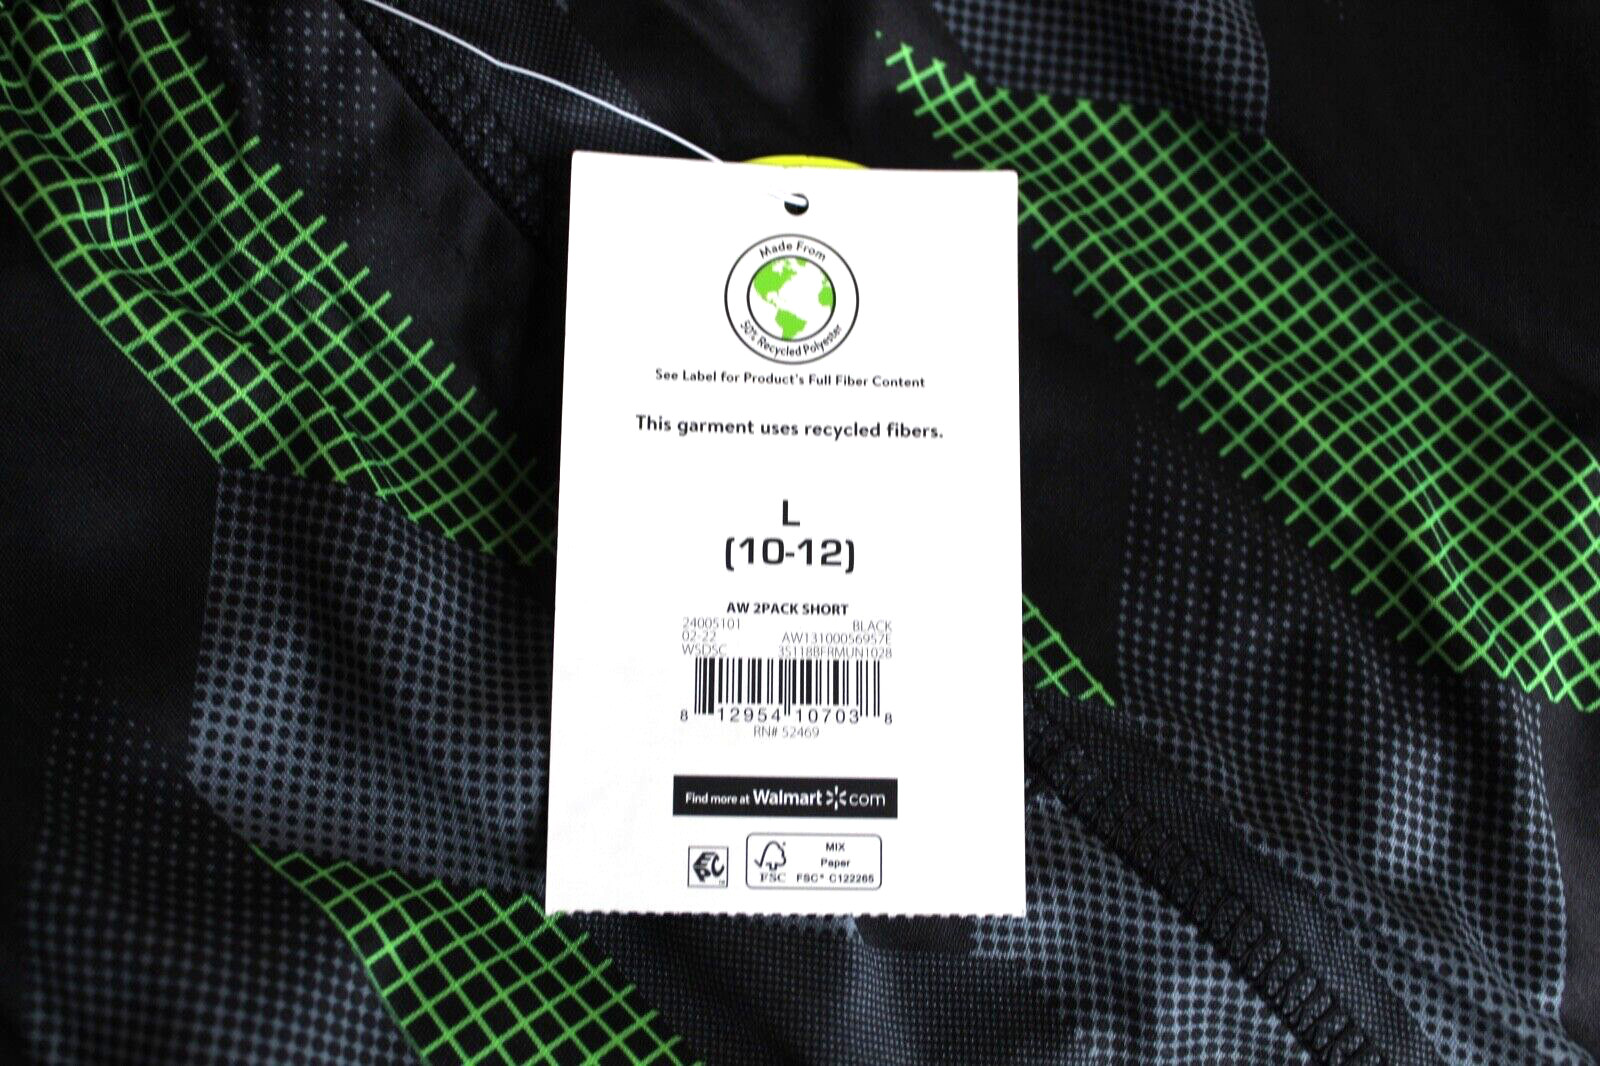 Made From
50% Recycled Polyester
See Label for Product's Full Fiber Content
This garment uses recycled fibers.
L
(10-12)
AW 2PACK SHORT
24005101 BLACK
02-22 AW13100056957E
WSDSC 3S118BFRMUN1028
8 12954 10703 8
RN# 52469
Find more at Walmart.com
FSC
MIX
Paper
FSC® C122265